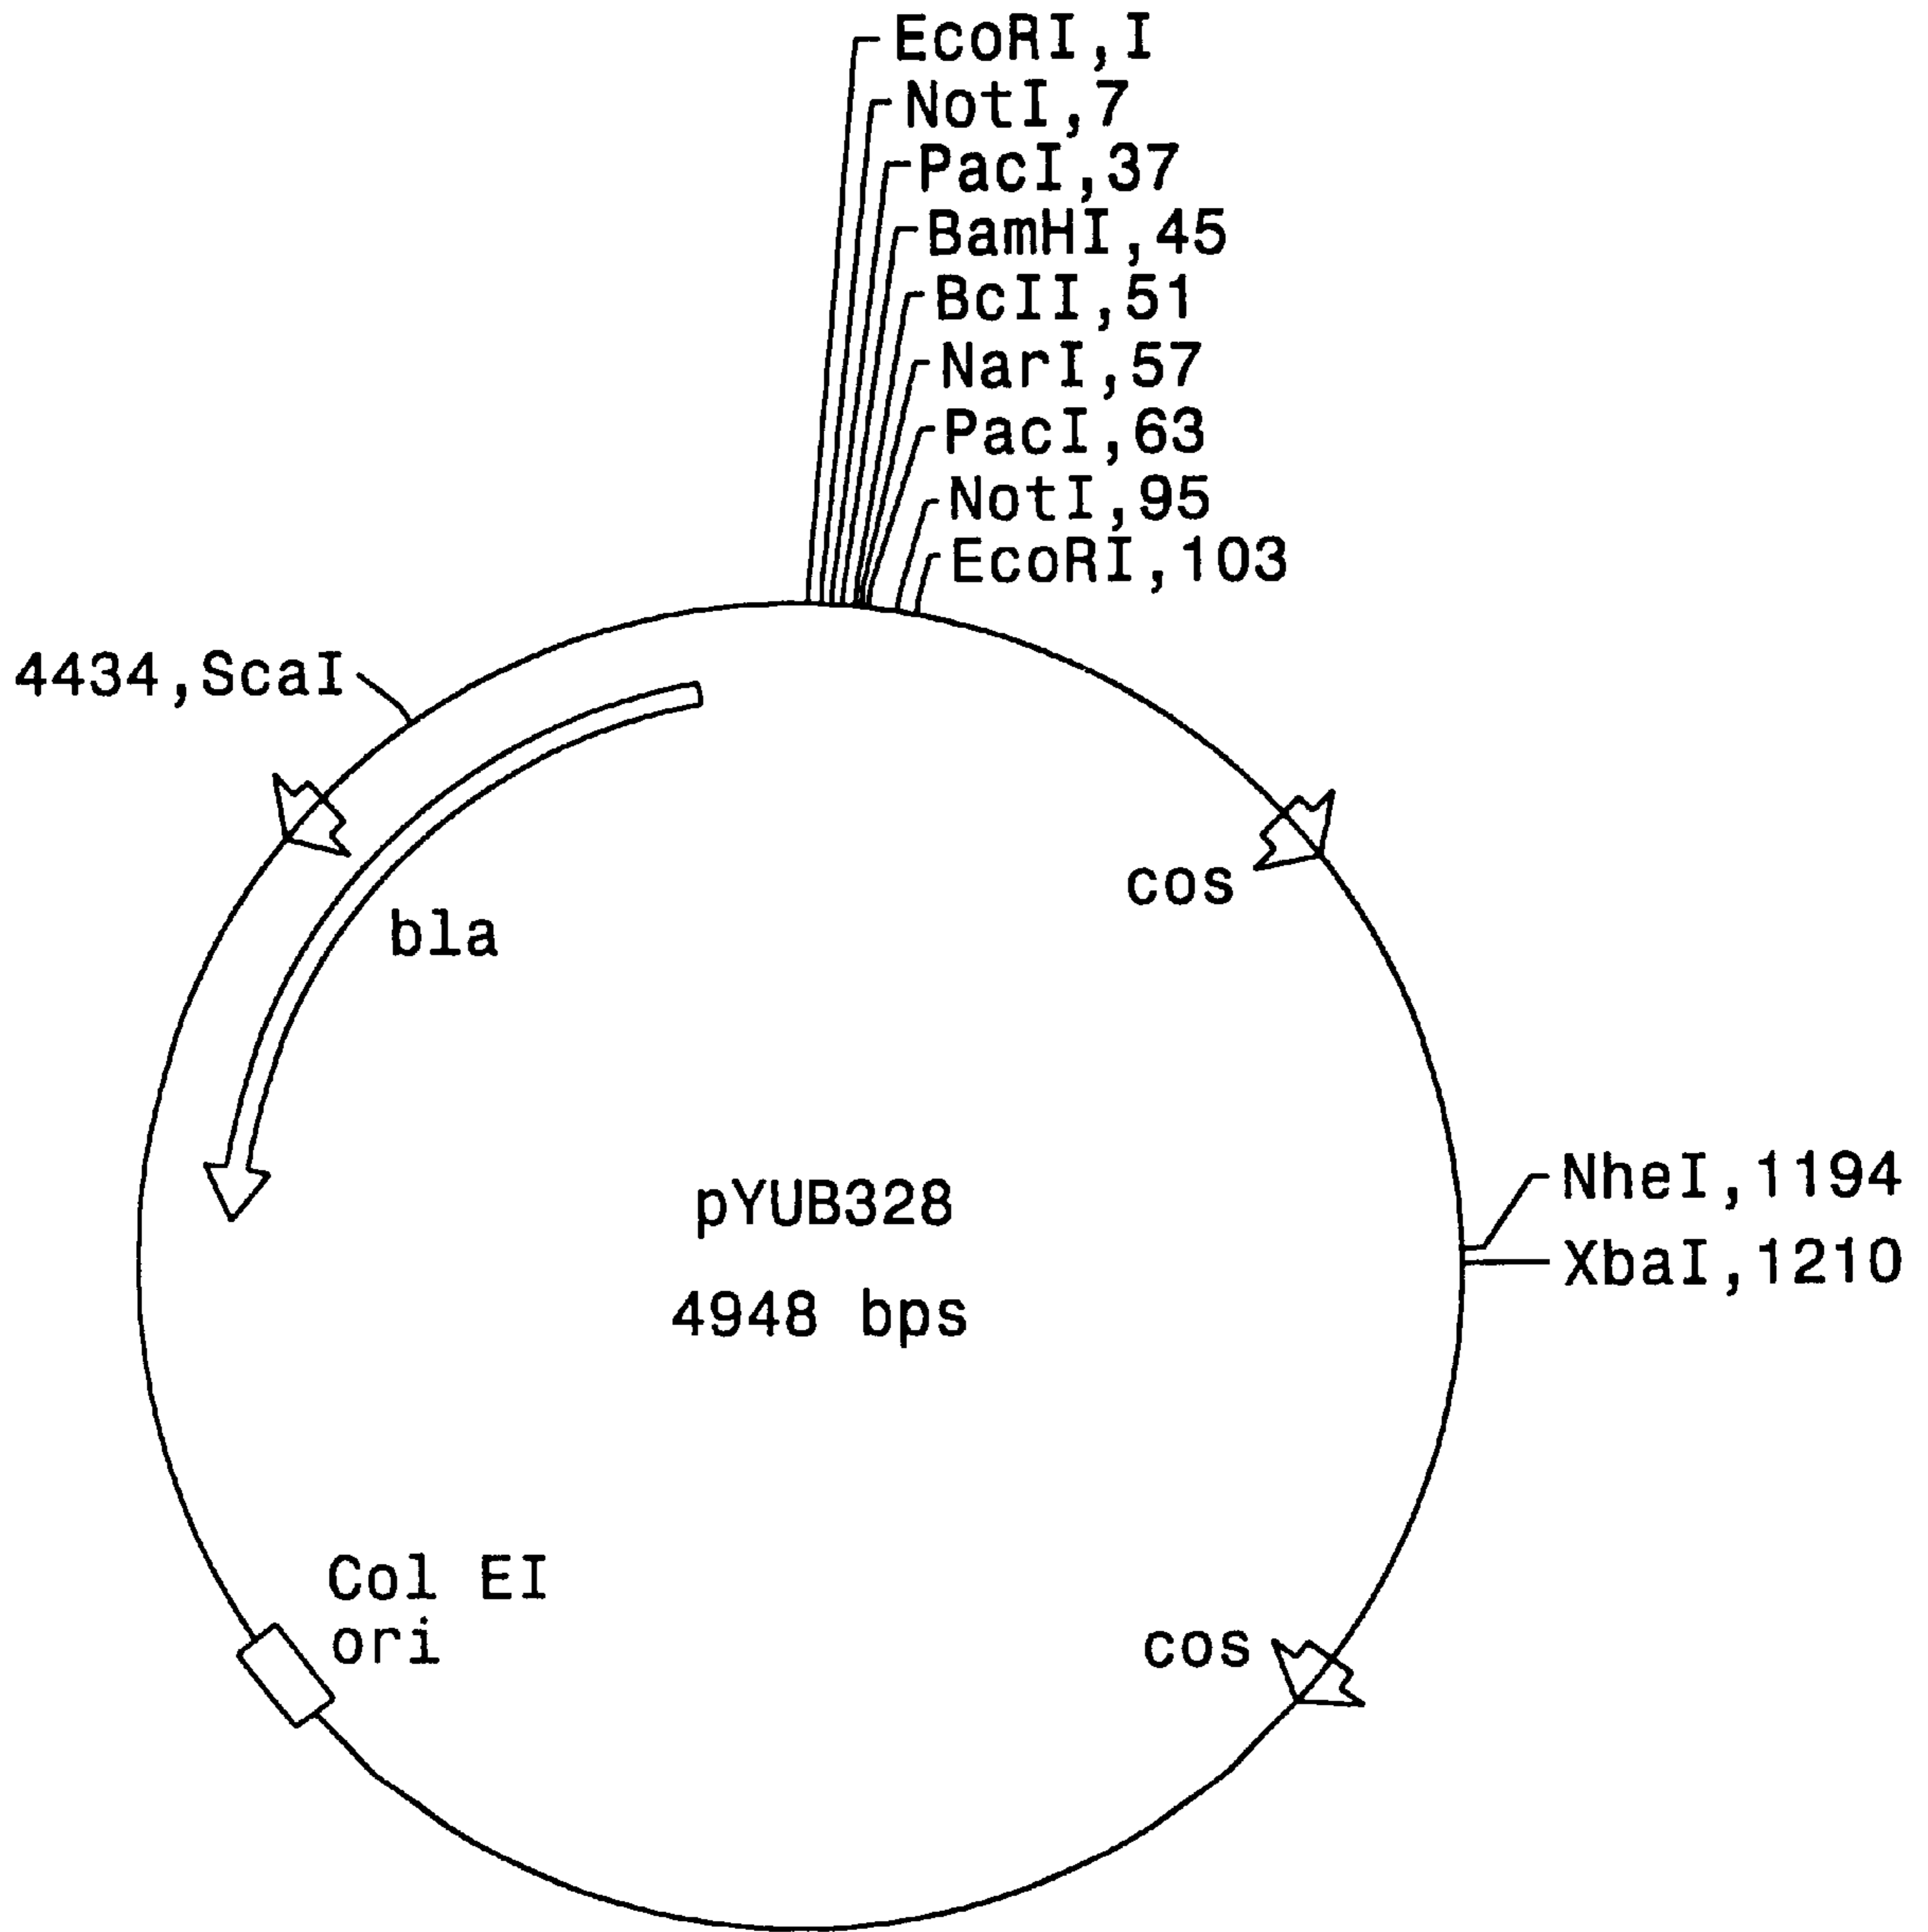 EcoRI,I
NotI,7
PacI,37
BamHI,45
BcII,51
NarI,57
PacI,63
NotI,95
EcoRI,103
4434,ScaI
cos
bla
NheI,1194
pYUB328
XbaI,1210
4948 bps
Col EI
ori
cos